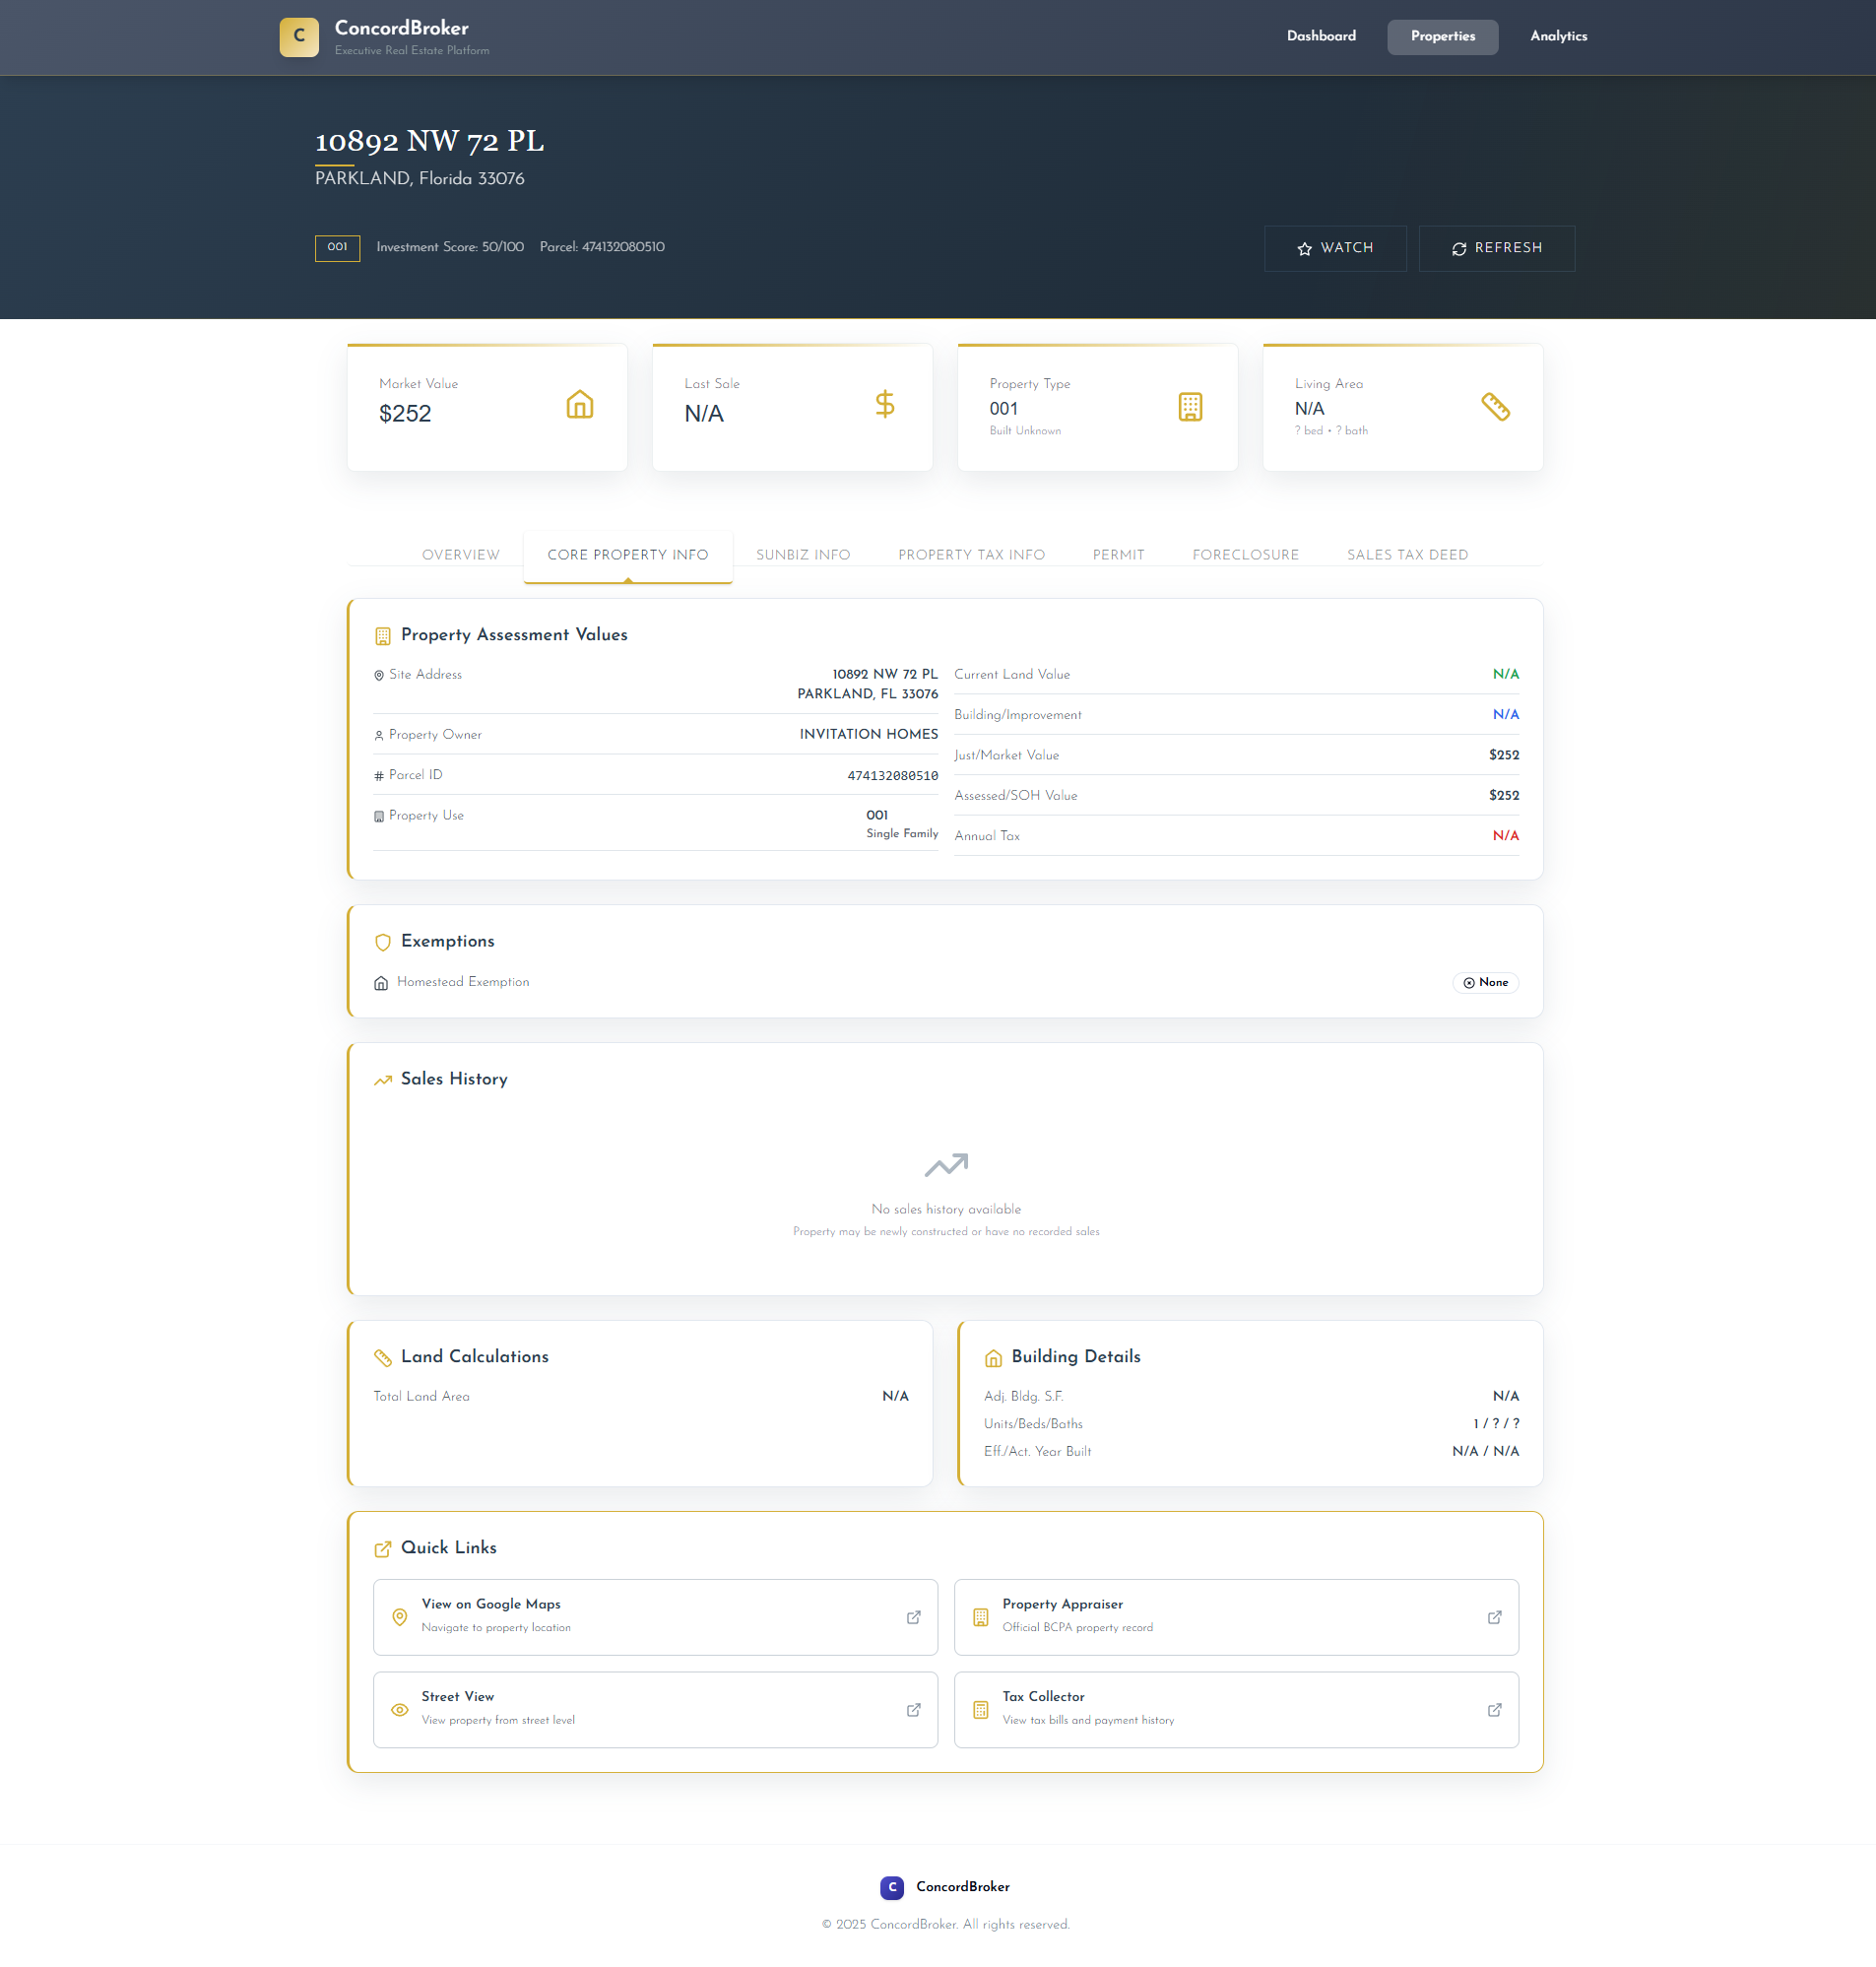 C
ConcordBroker
Executive Real Estate Platform
Dashboard
Properties
Analytics
10892 NW 72 PL
PARKLAND, Florida 33076
001
Investment Score: 50/100
Parcel: 474132080510
WATCH
REFRESH
Market Value
$252
Last Sale
N/A
Property Type
001
Built Unknown
Living Area
N/A
? bed • ? bath
OVERVIEW
CORE PROPERTY INFO
SUNBIZ INFO
PROPERTY TAX INFO
PERMIT
FORECLOSURE
SALES TAX DEED
Property Assessment Values
Site Address
10892 NW 72 PL
PARKLAND, FL 33076
Property Owner
INVITATION HOMES
Parcel ID
474132080510
Property Use
001
Single Family
Current Land Value
N/A
Building/Improvement
N/A
Just/Market Value
$252
Assessed/SOH Value
$252
Annual Tax
N/A
Exemptions
Homestead Exemption
None
Sales History
No sales history available
Property may be newly constructed or have no recorded sales
Land Calculations
Total Land Area
N/A
Building Details
Adj. Bldg. S.F.
N/A
Units/Beds/Baths
1 / ? / ?
Eff./Act. Year Built
N/A / N/A
Quick Links
View on Google Maps
Navigate to property location
Property Appraiser
Official BCPA property record
Street View
View property from street level
Tax Collector
View tax bills and payment history
C
ConcordBroker
© 2025 ConcordBroker. All rights reserved.